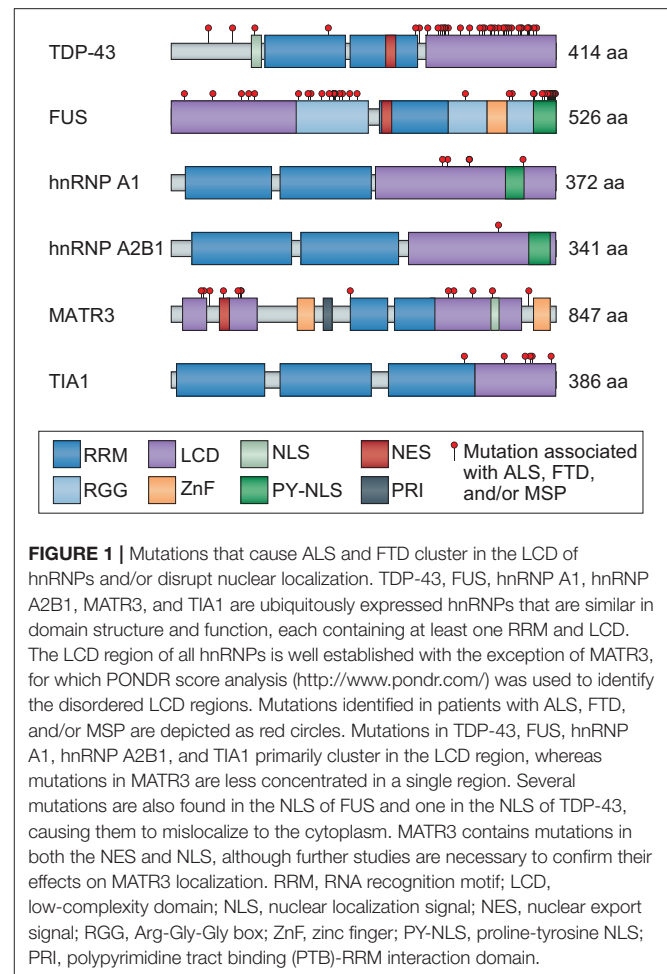 TDP-43 414 aa
FUS 526 aa
hnRNP A1 372 aa
hnRNP A2B1 341 aa
MATR3 847 aa
TIA1 386 aa
RRM LCD NLS NES Mutation associated
with ALS, FTD,
RGG ZnF PY-NLS PRI and/or MSP
FIGURE 1 | Mutations that cause ALS and FTD cluster in the LCD of
hnRNPs and/or disrupt nuclear localization. TDP-43, FUS, hnRNP A1, hnRNP
A2B1, MATR3, and TIA1 are ubiquitously expressed hnRNPs that are similar in
domain structure and function, each containing at least one RRM and LCD.
The LCD region of all hnRNPs is well established with the exception of MATR3,
for which PONDR score analysis (http://www.pondr.com/) was used to identify
the disordered LCD regions. Mutations identified in patients with ALS, FTD,
and/or MSP are depicted as red circles. Mutations in TDP-43, FUS, hnRNP
A1, hnRNP A2B1, and TIA1 primarily cluster in the LCD region, whereas
mutations in MATR3 are less concentrated in a single region. Several
mutations are also found in the NLS of FUS and one in the NLS of TDP-43,
causing them to mislocalize to the cytoplasm. MATR3 contains mutations in
both the NES and NLS, although further studies are necessary to confirm their
effects on MATR3 localization. RRM, RNA recognition motif; LCD,
low-complexity domain; NLS, nuclear localization signal; NES, nuclear export
signal; RGG, Arg-Gly-Gly box; ZnF, zinc finger; PY-NLS, proline-tyrosine NLS;
PRI, polypyrimidine tract binding (PTB)-RRM interaction domain.